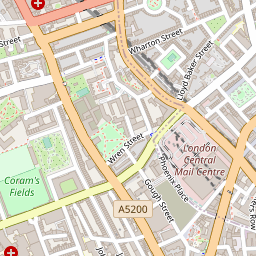 Street
Wharton Street
Lloyd Baker Street
Wren Street
London
Central
Mail Centre
Phoenix Place
Coram's
Fields
Gough Street
A5200